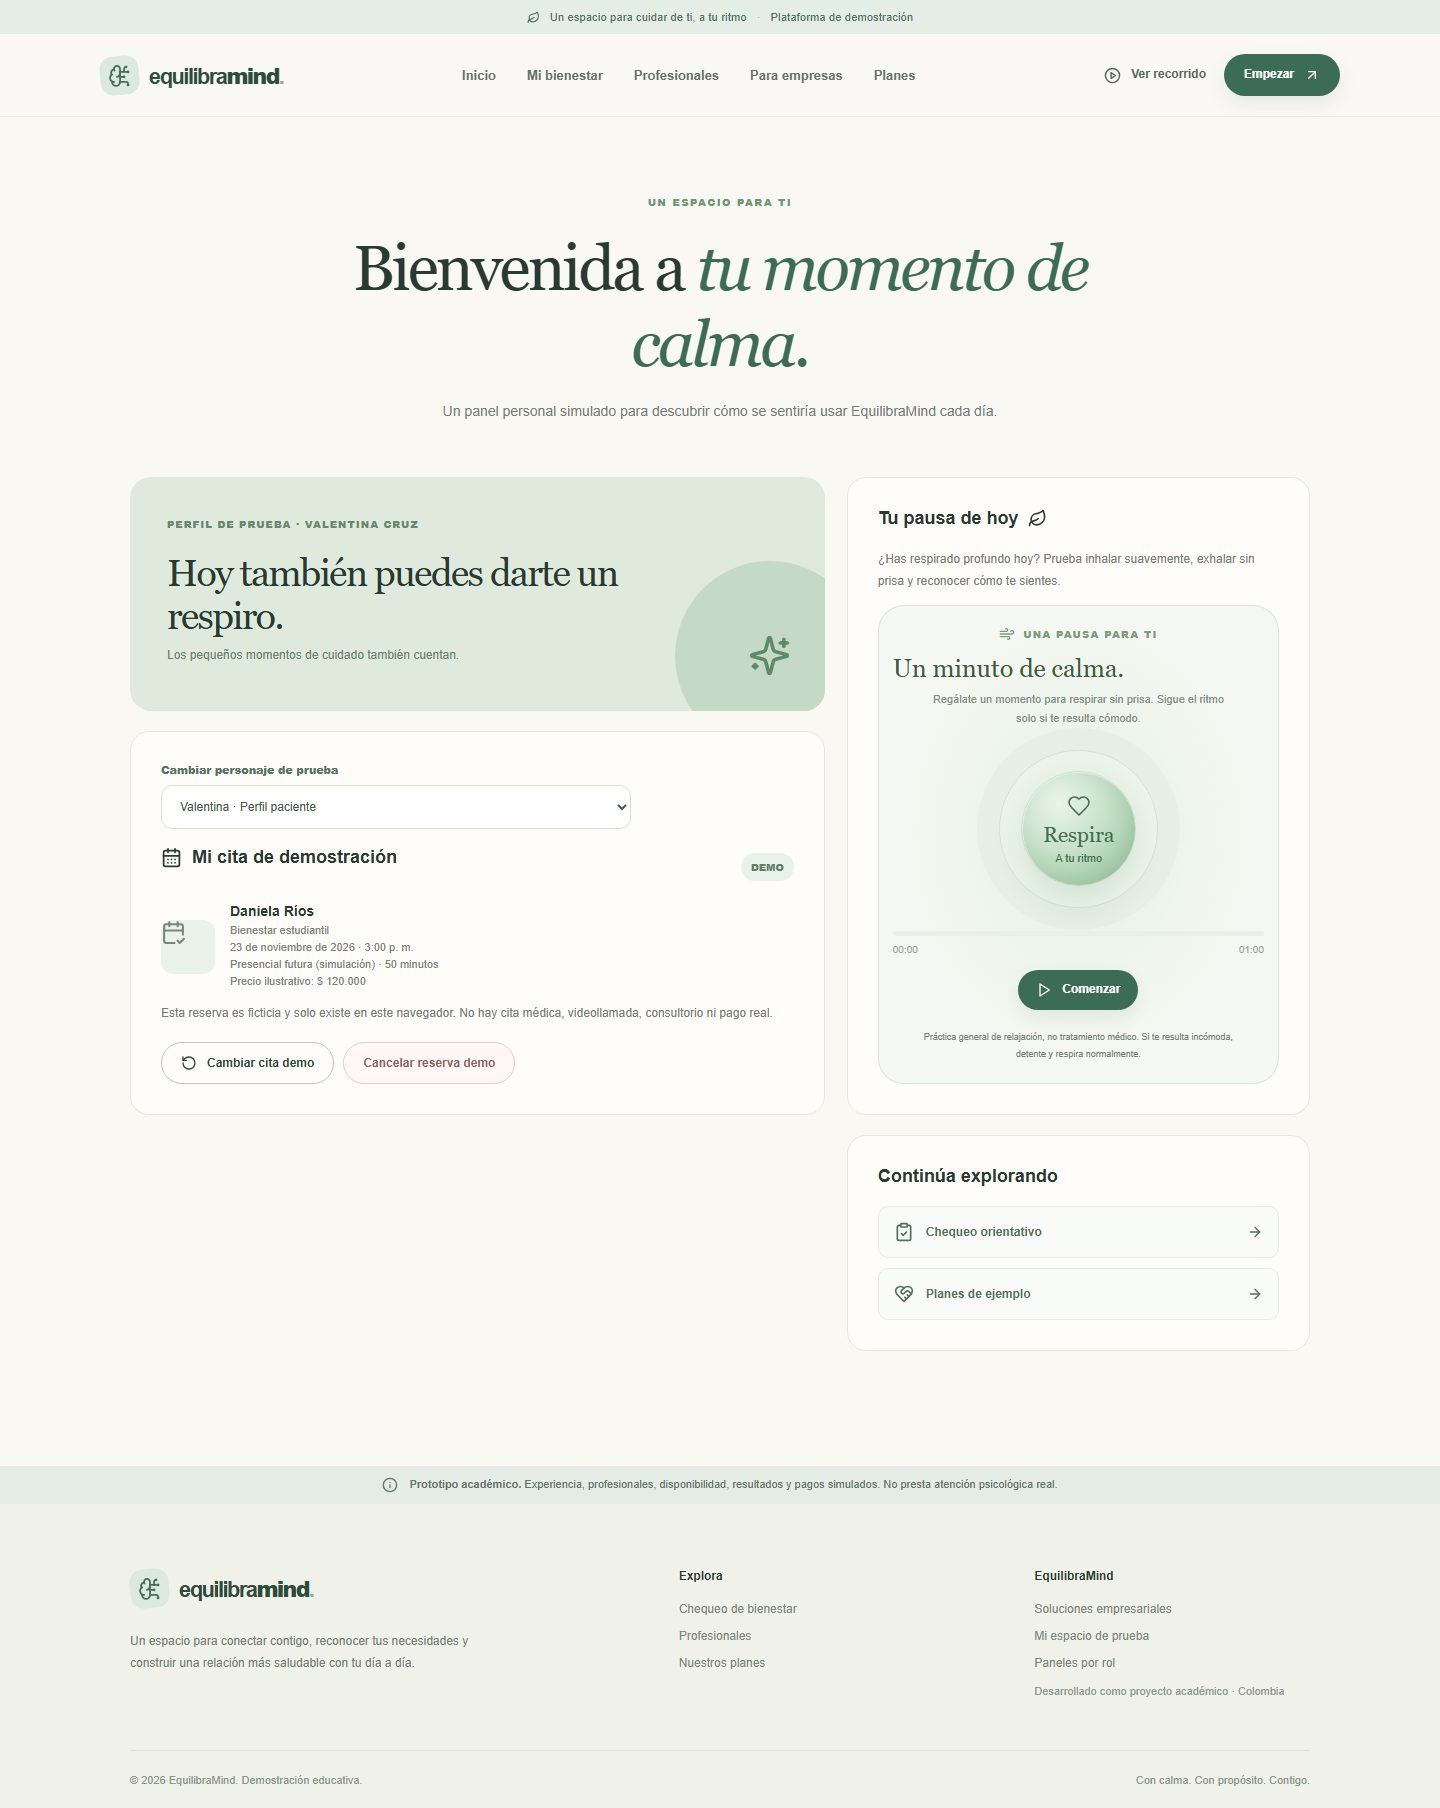 Un espacio para cuidar de ti, a tu ritmo · Plataforma de demostración
equilibramind.
Inicio
Mi bienestar
Profesionales
Para empresas
Planes
Ver recorrido
Empezar
UN ESPACIO PARA TI
Bienvenida a tu momento de
calma.
Un panel personal simulado para descubrir cómo se sentiría usar EquilibraMind cada día.
PERFIL DE PRUEBA · VALENTINA CRUZ
Hoy también puedes darte un
respiro.
Los pequeños momentos de cuidado también cuentan.
Cambiar personaje de prueba
Valentina · Perfil paciente
Mi cita de demostración
DEMO
Daniela Ríos
Bienestar estudiantil
23 de noviembre de 2026 · 3:00 p. m.
Presencial futura (simulación) · 50 minutos
Precio ilustrativo: $ 120.000
Esta reserva es ficticia y solo existe en este navegador. No hay cita médica, videollamada, consultorio ni pago real.
Cambiar cita demo
Cancelar reserva demo
Tu pausa de hoy
¿Has respirado profundo hoy? Prueba inhalar suavemente, exhalar sin
prisa y reconocer cómo te sientes.
UNA PAUSA PARA TI
Un minuto de calma.
Regálate un momento para respirar sin prisa. Sigue el ritmo
solo si te resulta cómodo.
Respira
A tu ritmo
00:00
01:00
Comenzar
Práctica general de relajación, no tratamiento médico. Si te resulta incómoda,
detente y respira normalmente.
Continúa explorando
Chequeo orientativo
Planes de ejemplo
Prototipo académico. Experiencia, profesionales, disponibilidad, resultados y pagos simulados. No presta atención psicológica real.
equilibramind.
Un espacio para conectar contigo, reconocer tus necesidades y
construir una relación más saludable con tu día a día.
Explora
Chequeo de bienestar
Profesionales
Nuestros planes
EquilibraMind
Soluciones empresariales
Mi espacio de prueba
Paneles por rol
Desarrollado como proyecto académico · Colombia
© 2026 EquilibraMind. Demostración educativa.
Con calma. Con propósito. Contigo.